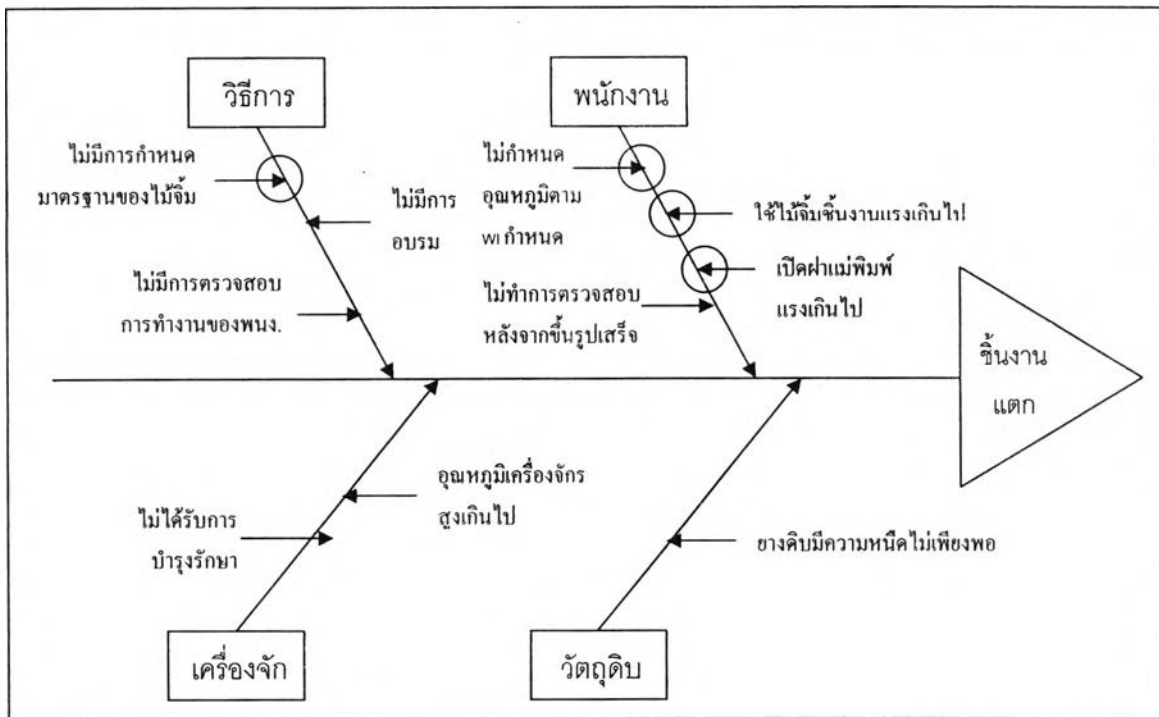 วิธีการ
พนักงาน
ไม่มีการกำหนด
มาตรฐานของไม้จิ้ม
ไม่มีการ
อบรม
ไม่มีการตรวจสอบ
การทำงานของพนง.
ไม่กำหนด
อุณหภูมิตาม
WI กำหนด
ใช้ไม้จิ้มชิ้นงานแรงเกินไป
เปิดฝาแม่พิมพ์
แรงเกินไป
ไม่ทำการตรวจสอบ
หลังจากขึ้นรูปเสร็จ
ชิ้นงาน
แตก
อุณหภูมิเครื่องจักร
สูงเกินไป
ไม่ได้รับการ
บำรุงรักษา
ยางดิบมีความหนืดไม่เพียงพอ
เครื่องจัก
วัตถุดิบ